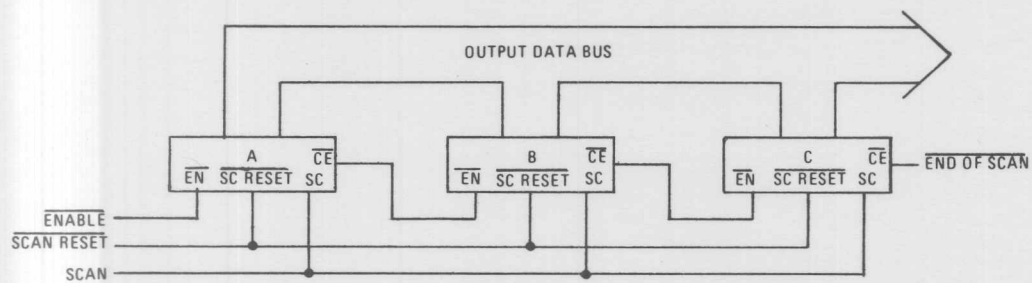 OUTPUT DATA BUS
A
B
C
EN
SC RESET
SC
CE
EN
SC RESET
SC
CE
EN
SC RESET
SC
CE
END OF SCAN
ENABLE
SCAN RESET
SCAN